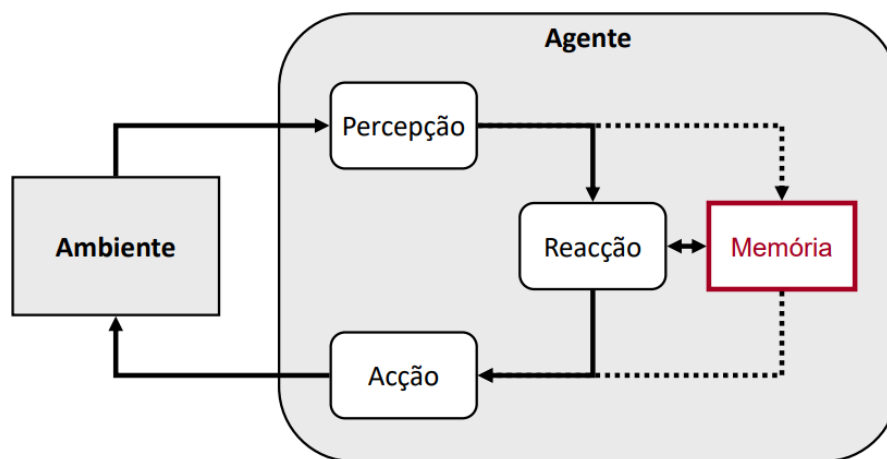 Agente
Percepção
Ambiente
Reacção
Memória
Acção